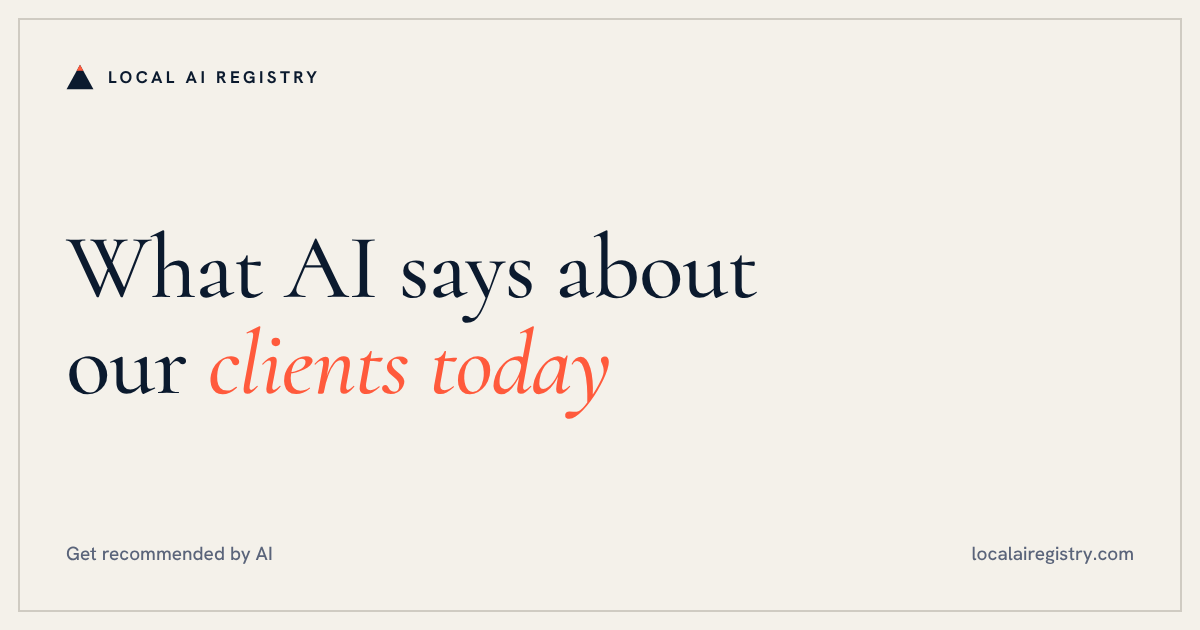 LOCAL AI REGISTRY
What AI says about
our clients today
Get recommended by AI
localairegistry.com